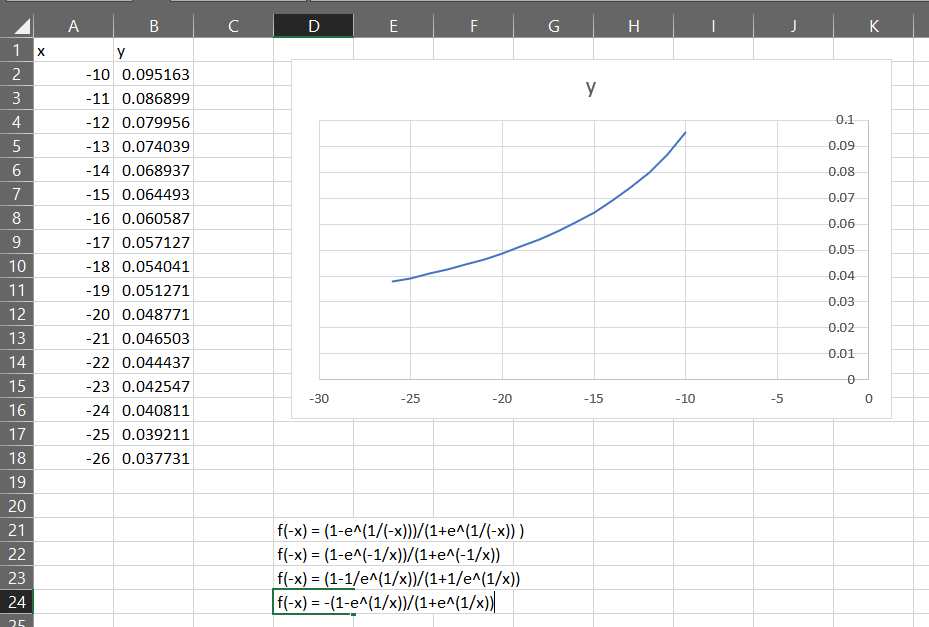 A B C D E F G H I J K
1 x y
2 -10 0.095163
3 -11 0.086899
4 -12 0.079956
5 -13 0.074039
6 -14 0.068937
7 -15 0.064493
8 -16 0.060587
9 -17 0.057127
10 -18 0.054041
11 -19 0.051271
12 -20 0.048771
13 -21 0.046503
14 -22 0.044437
15 -23 0.042547
16 -24 0.040811
17 -25 0.039211
18 -26 0.037731
19
20
21 f(-x) = (1-e^(1/(-x)))/(1+e^(1/(-x)) )
22 f(-x) = (1-e^(-1/x))/(1+e^(-1/x))
23 f(-x) = (1-1/e^(1/x))/(1+1/e^(1/x))
24 f(-x) = -(1-e^(1/x))/(1+e^(1/x))
25
y
0.1
0.09
0.08
0.07
0.06
0.05
0.04
0.03
0.02
0.01
0
-30 -25 -20 -15 -10 -5 0